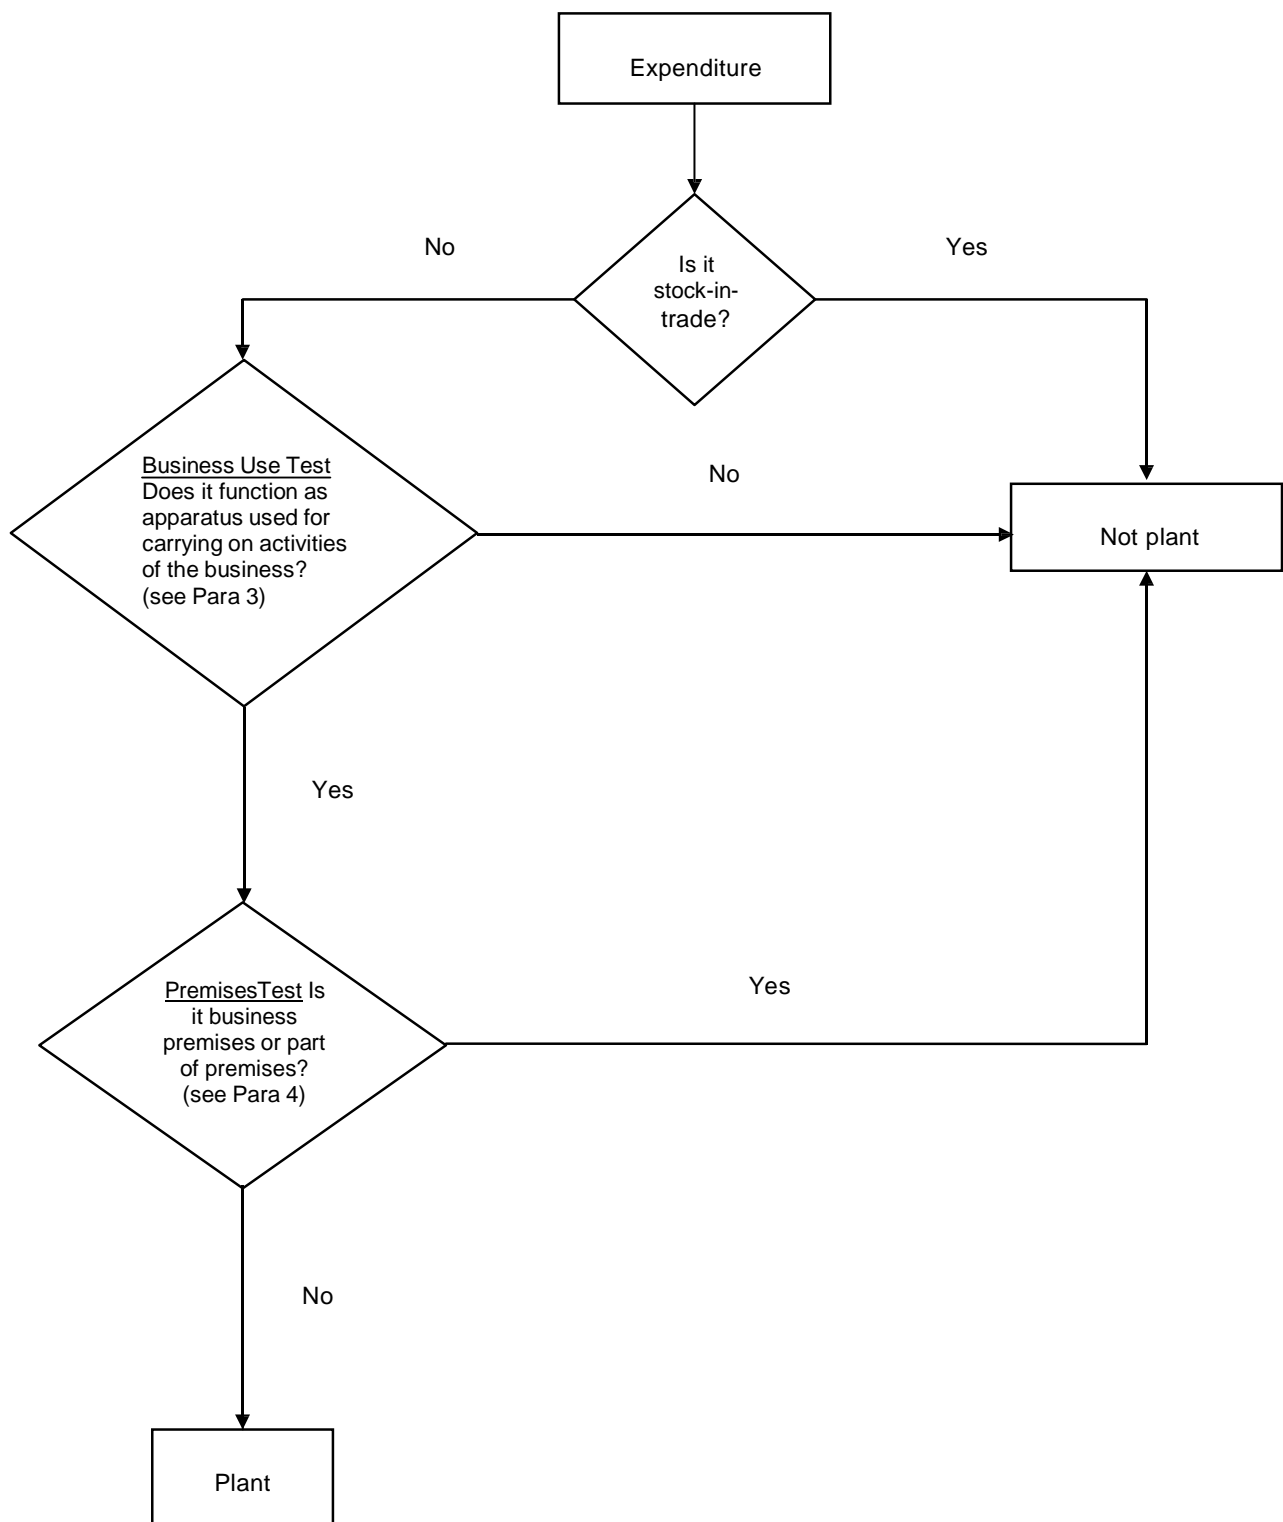 Expenditure
No
Yes
Is it
stock-in-
trade?
Business Use Test
Does it function as
apparatus used for
carrying on activities
of the business?
(see Para 3)
No
Not plant
Yes
PremisesTest Is
it business
premises or part
of premises?
(see Para 4)
Yes
No
Plant